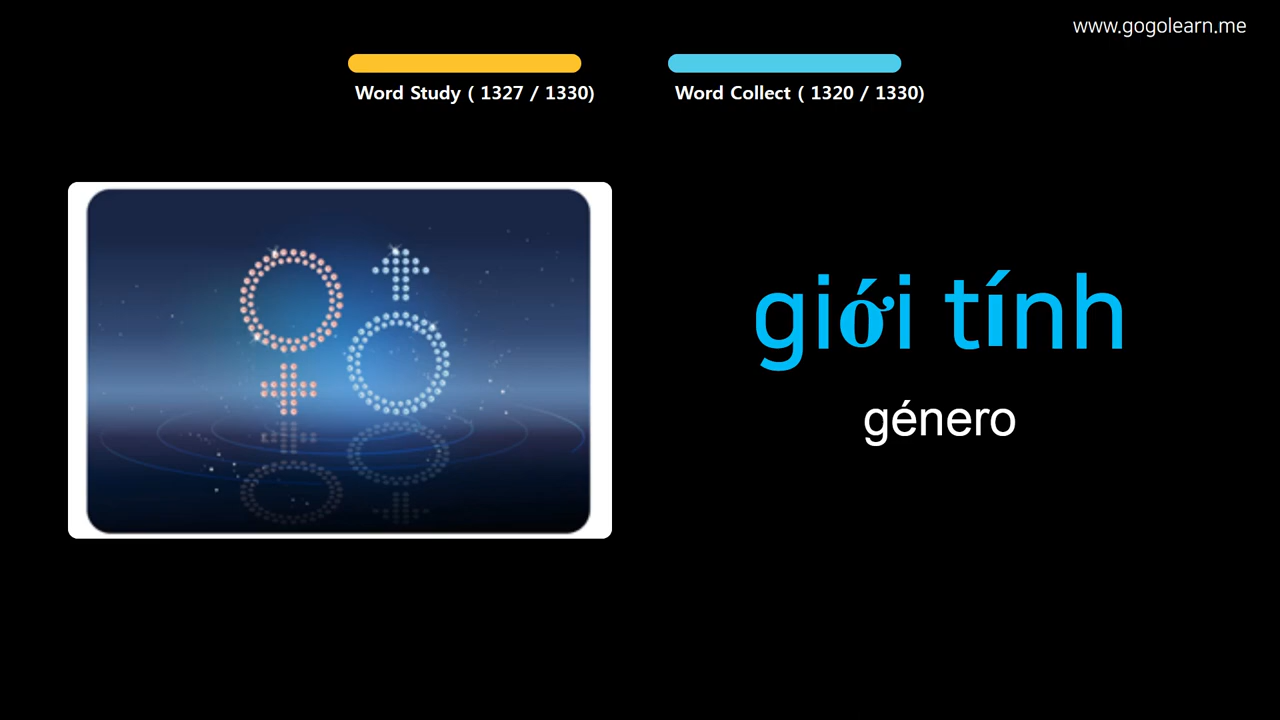 www.gogolearn.me
Word Study ( 1327 / 1330)
Word Collect ( 1320 / 1330)
giới tính
género